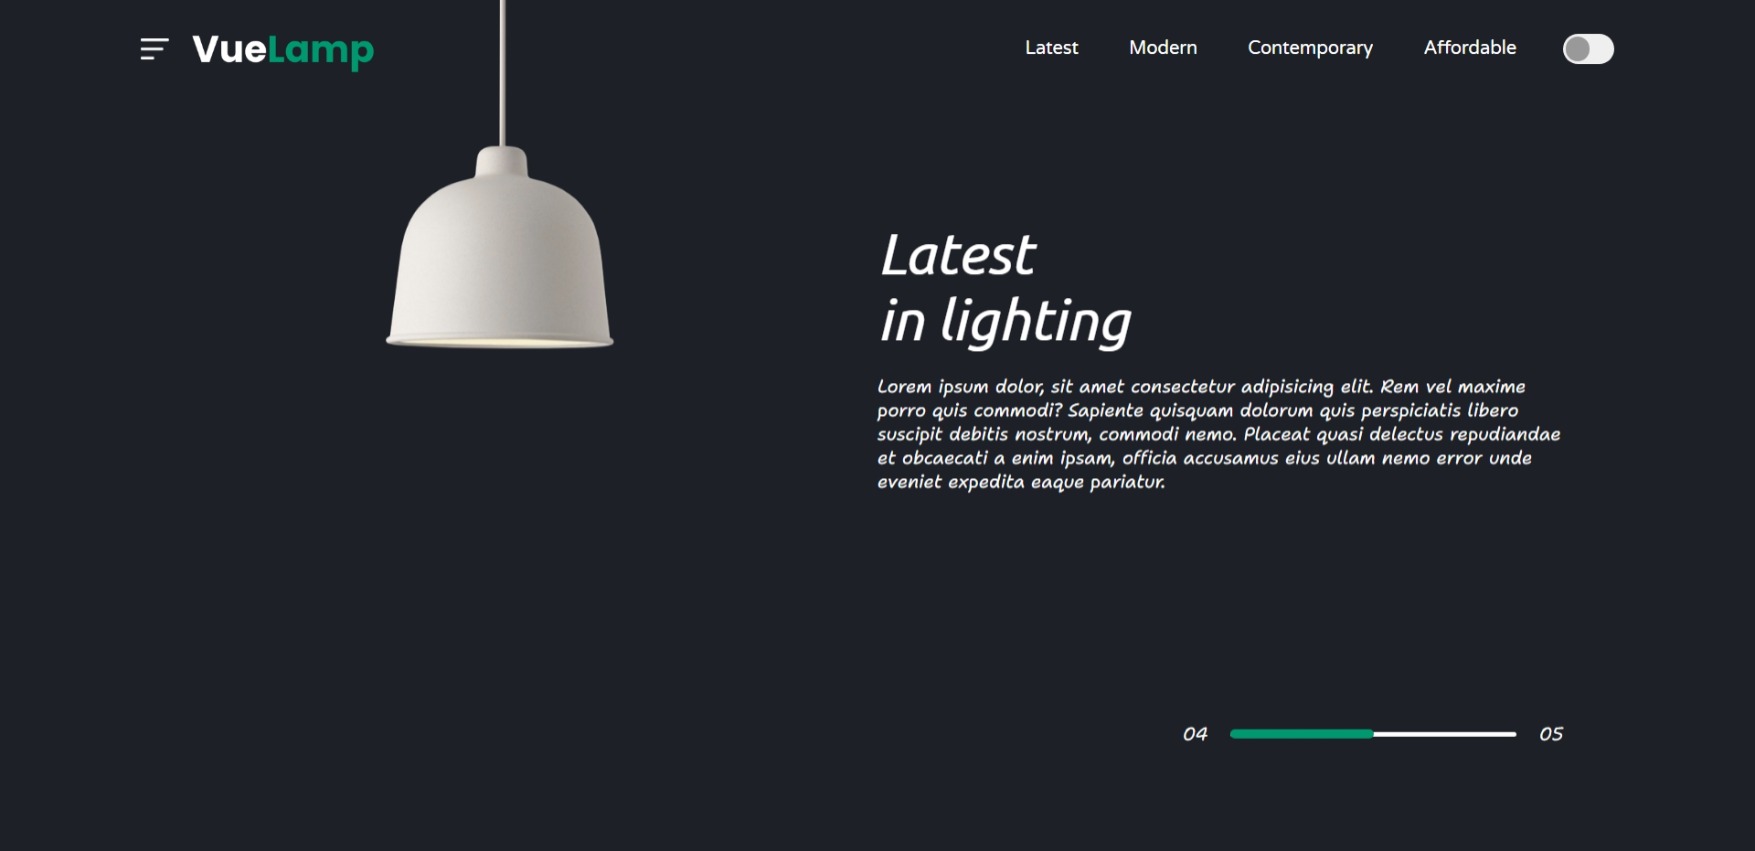 VueLamp
Latest
Modern
Contemporary
Affordable
Latest
in lighting
Lorem ipsum dolor, sit amet consectetur adipisicing elit. Rem vel maxime
porro quis commodi? Sapiente quisquam dolorum quis perspiciatis libero
suscipit debitis nostrum, commodi nemo. Placeat quasi delectus repudiandae
et obcaecati a enim ipsam, officia accusamus eius ullam nemo error unde
eveniet expedita eaque pariatur.
04
05